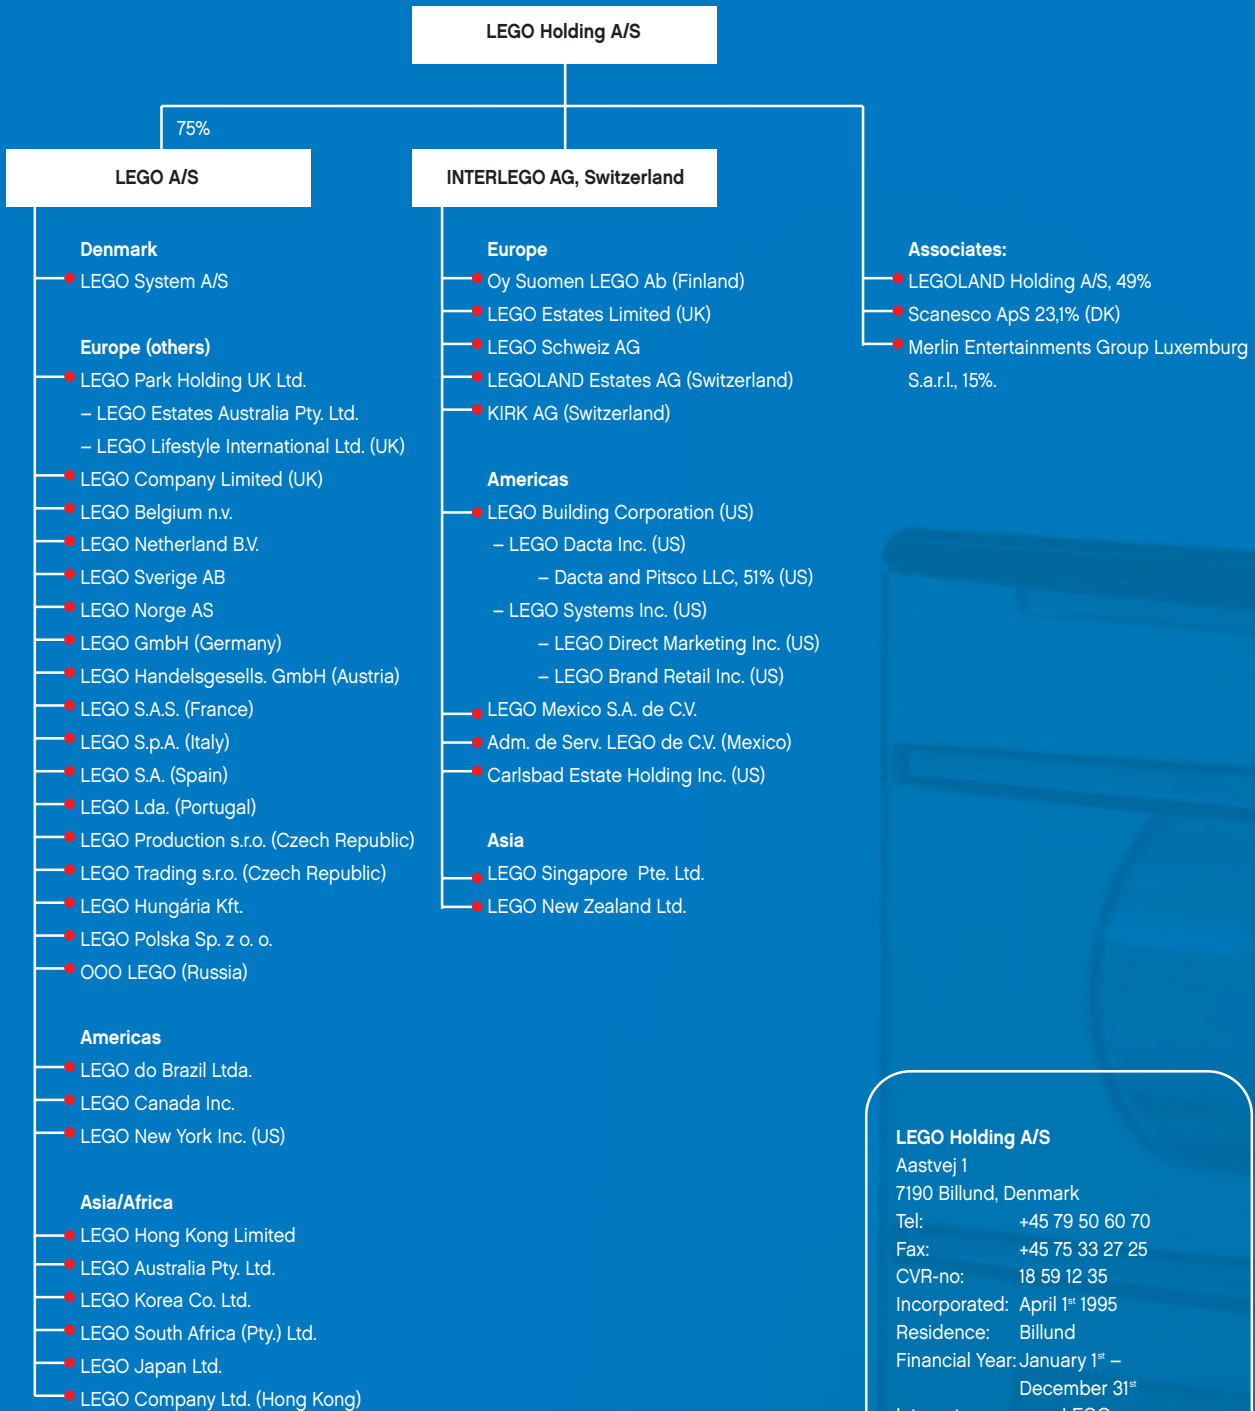 LEGO Holding A/S
75%
LEGO A/S
INTERLEGO AG, Switzerland
Denmark
LEGO System A/S
Europe (others)
LEGO Park Holding UK Ltd.
– LEGO Estates Australia Pty. Ltd.
– LEGO Lifestyle International Ltd. (UK)
LEGO Company Limited (UK)
LEGO Belgium n.v.
LEGO Netherland B.V.
LEGO Sverige AB
LEGO Norge AS
LEGO GmbH (Germany)
LEGO Handelsgesells. GmbH (Austria)
LEGO S.A.S. (France)
LEGO S.p.A. (Italy)
LEGO S.A. (Spain)
LEGO Lda. (Portugal)
LEGO Production s.r.o. (Czech Republic)
LEGO Trading s.r.o. (Czech Republic)
LEGO Hungária Kft.
LEGO Polska Sp. z o. o.
OOO LEGO (Russia)
Americas
LEGO do Brazil Ltda.
LEGO Canada Inc.
LEGO New York Inc. (US)
Asia/Africa
LEGO Hong Kong Limited
LEGO Australia Pty. Ltd.
LEGO Korea Co. Ltd.
LEGO South Africa (Pty.) Ltd.
LEGO Japan Ltd.
LEGO Company Ltd. (Hong Kong)
Europe
Oy Suomen LEGO Ab (Finland)
LEGO Estates Limited (UK)
LEGO Schweiz AG
LEGOLAND Estates AG (Switzerland)
KIRK AG (Switzerland)
Americas
LEGO Building Corporation (US)
– LEGO Dacta Inc. (US)
– Dacta and Pitsco LLC, 51% (US)
– LEGO Systems Inc. (US)
– LEGO Direct Marketing Inc. (US)
– LEGO Brand Retail Inc. (US)
LEGO Mexico S.A. de C.V.
Adm. de Serv. LEGO de C.V. (Mexico)
Carlsbad Estate Holding Inc. (US)
Asia
LEGO Singapore Pte. Ltd.
LEGO New Zealand Ltd.
Associates:
LEGOLAND Holding A/S, 49%
Scanesco ApS 23,1% (DK)
Merlin Entertainments Group Luxemburg
S.a.r.l., 15%.
LEGO Holding A/S
Aastvej 1
7190 Billund, Denmark
Tel: +45 79 50 60 70
Fax: +45 75 33 27 25
CVR-no: 18 59 12 35
Incorporated: April 1st 1995
Residence: Billund
Financial Year: January 1st –
December 31st